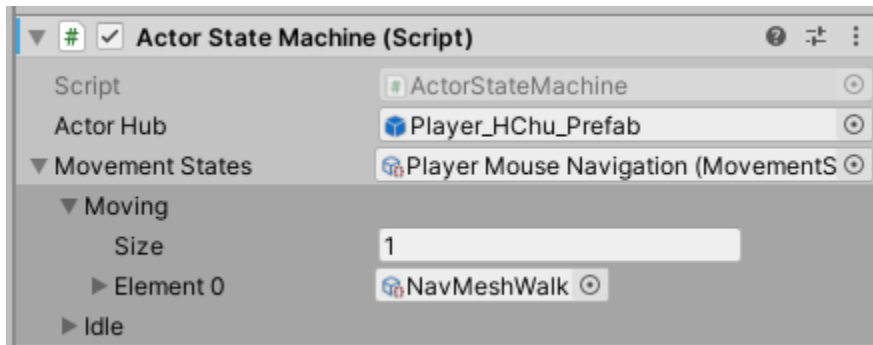 Actor State Machine (Script)
Script ActorStateMachine
Actor Hub Player_HChu_Prefab
Movement States Player Mouse Navigation (MovementS
Moving
Size 1
Element 0 NavMeshWalk
Idle